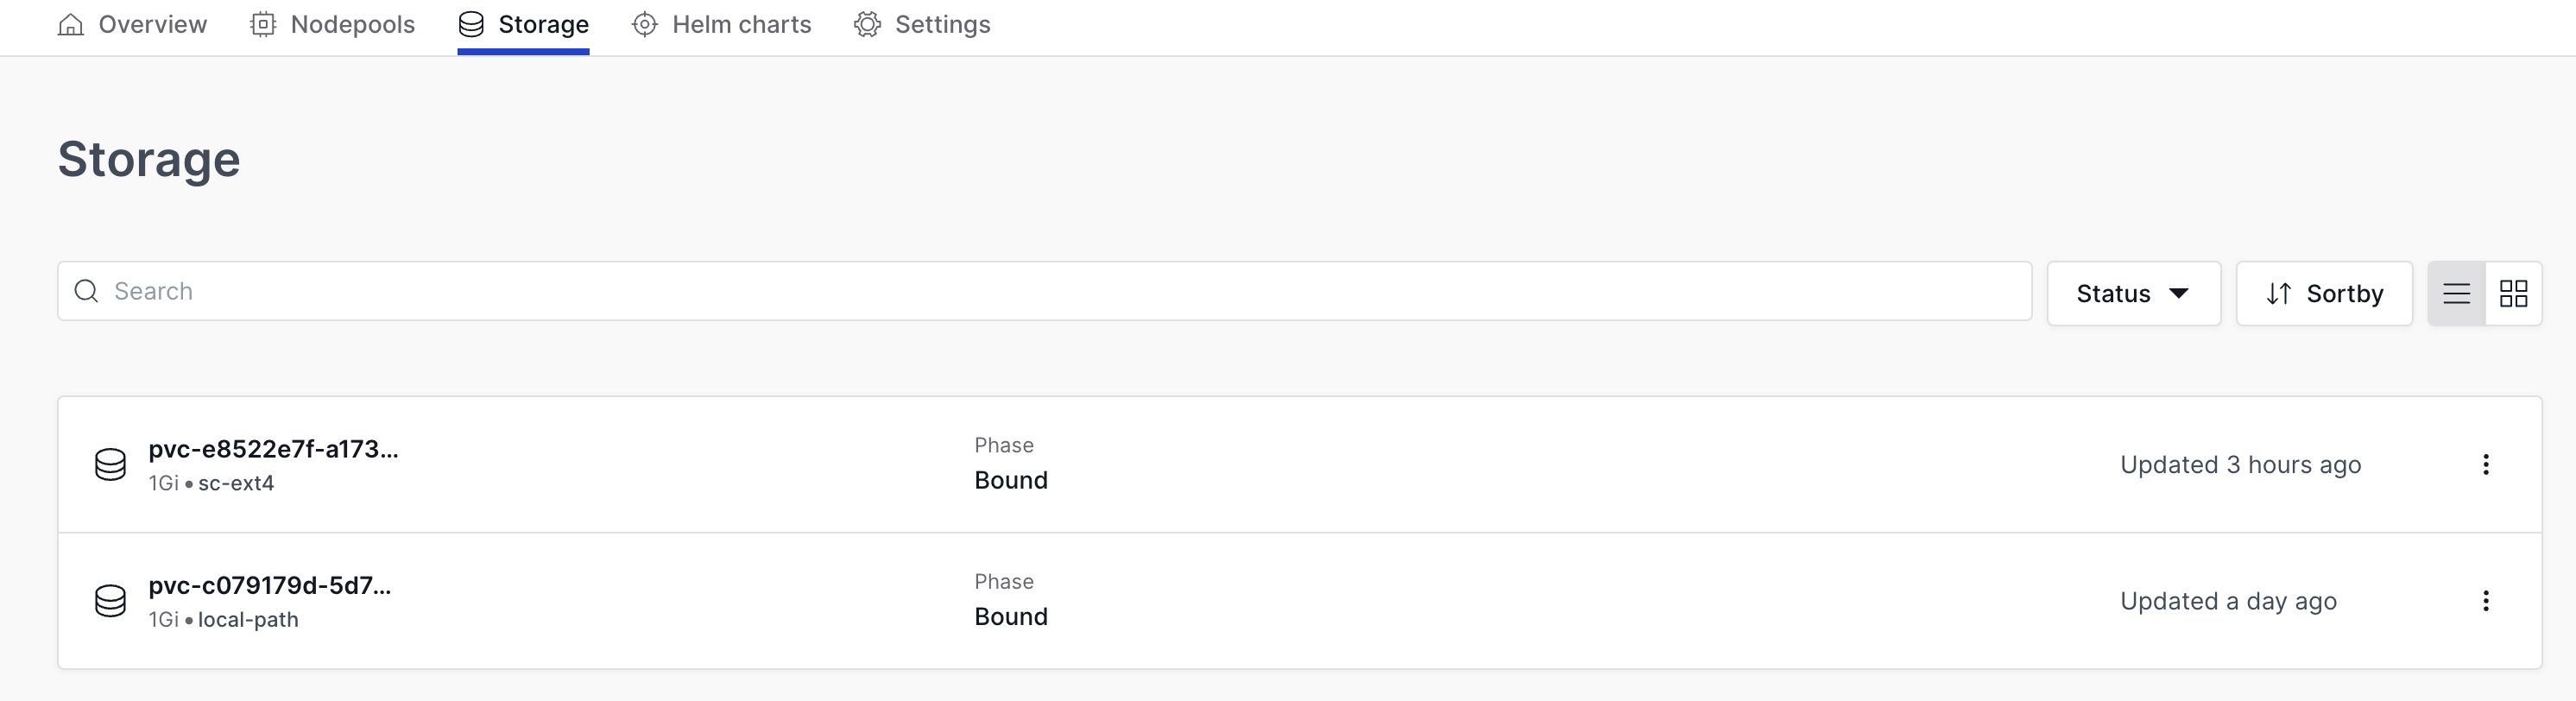 Overview Nodepools Storage Helm charts Settings
Storage
Search Status Sortby
pvc-e8522e7f-a173...
1Gi • sc-ext4
Phase
Bound
Updated 3 hours ago
pvc-c079179d-5d7...
1Gi • local-path
Phase
Bound
Updated a day ago